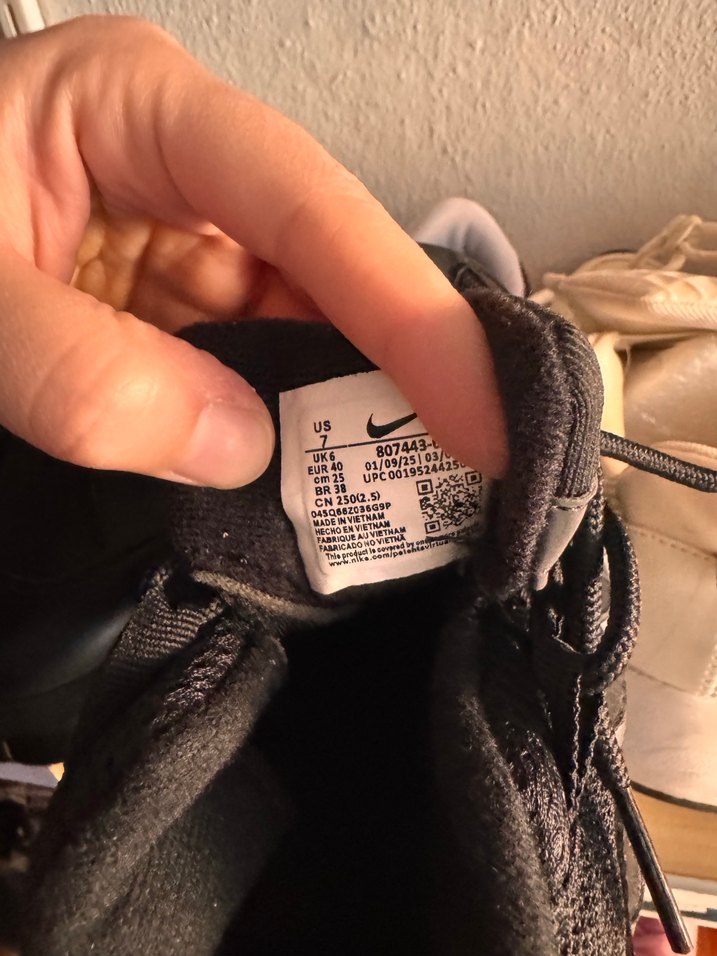 US
7
UK 6
EUR 40
cm 25
BR 38
CN 250(2.5)
807443-
01/09/25 | 03/
UPC 00195244250
045Q66Z036G9P
MADE IN VIETNAM
HECHO EN VIETNAM
FABRIQUE AU VIETNAM
FABRICADO NO VIETNÃ
This product is covered by
www.nike.com/patents